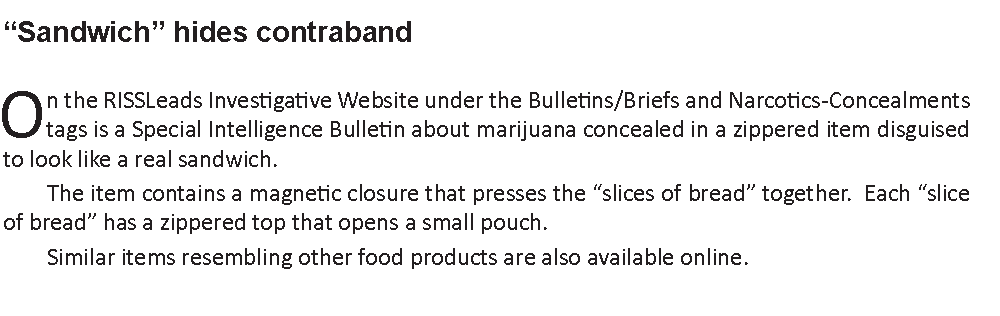 “Sandwich” hides contraband
On the RISSLeads Investigative Website under the Bulletins/Briefs and Narcotics-Concealments
tags is a Special Intelligence Bulletin about marijuana concealed in a zippered item disguised
to look like a real sandwich.
The item contains a magnetic closure that presses the “slices of bread” together.  Each “slice
of bread” has a zippered top that opens a small pouch.
Similar items resembling other food products are also available online.